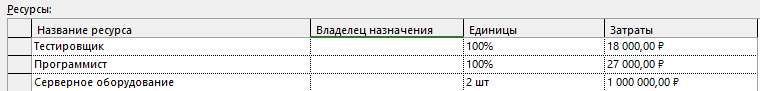 Ресурсы:
Название ресурса Владелец назначения Единицы Затраты
Тестировщик 100% 18 000,00 ₽
Программист 100% 27 000,00 ₽
Серверное оборудование 2 шт 1 000 000,00 ₽